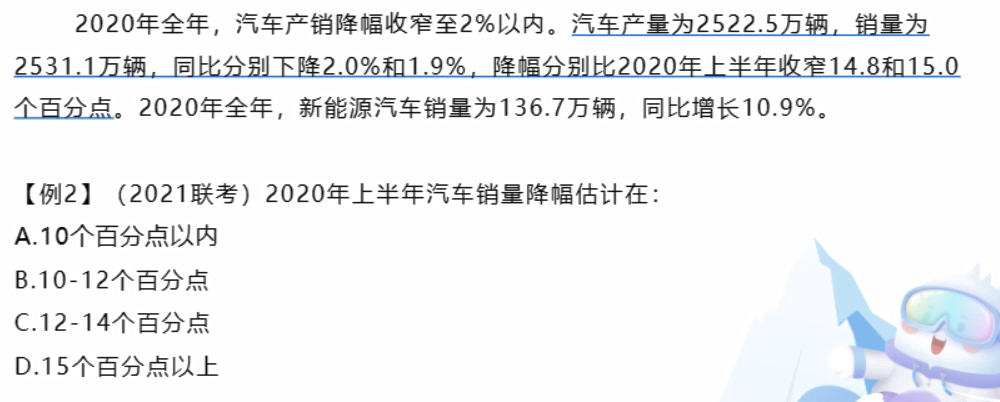 2020年全年，汽车产销降幅收窄至2%以内。汽车产量为2522.5万辆，销量为
2531.1万辆，同比分别下降2.0%和1.9%，降幅分别比2020年上半年收窄14.8和15.0
个百分点。2020年全年，新能源汽车销量为136.7万辆，同比增长10.9%。
【例2】（2021联考）2020年上半年汽车销量降幅估计在：
A.10个百分点以内
B.10-12个百分点
C.12-14个百分点
D.15个百分点以上